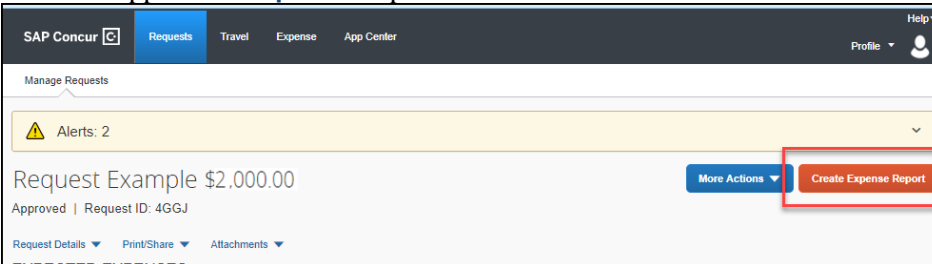 Help
SAP Concur C Requests Travel Expense App Center
Profile
Manage Requests
Alerts: 2
Request Example $2,000.00
More Actions Create Expense Report
Approved | Request ID: 4GGJ
Request Details Print/Share Attachments